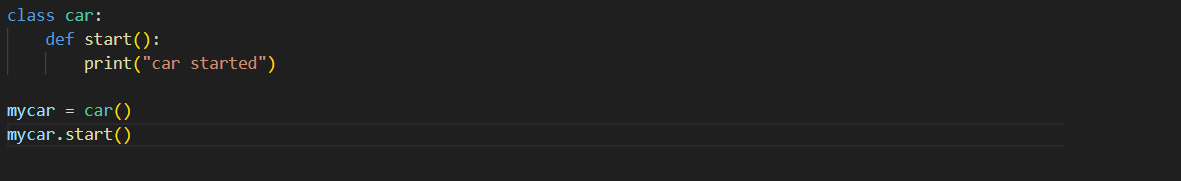 class car:
    def start():
        print("car started")
mycar = car()
mycar.start()